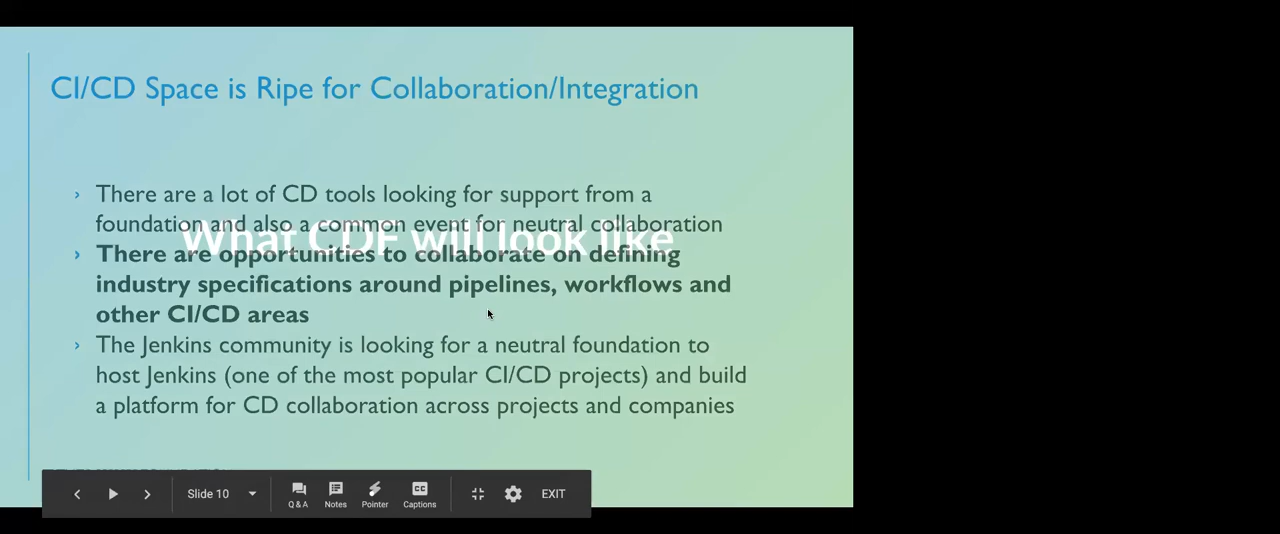 CI/CD Space is Ripe for Collaboration/Integration
› There are a lot of CD tools looking for support from a
foundation and also a common event for neutral collaboration
What CDF will look like
› There are opportunities to collaborate on defining
industry specifications around pipelines, workflows and
other CI/CD areas
› The Jenkins community is looking for a neutral foundation to
host Jenkins (one of the most popular CI/CD projects) and build
a platform for CD collaboration across projects and companies
Slide 10
Q & A
Notes
Pointer
Captions
EXIT